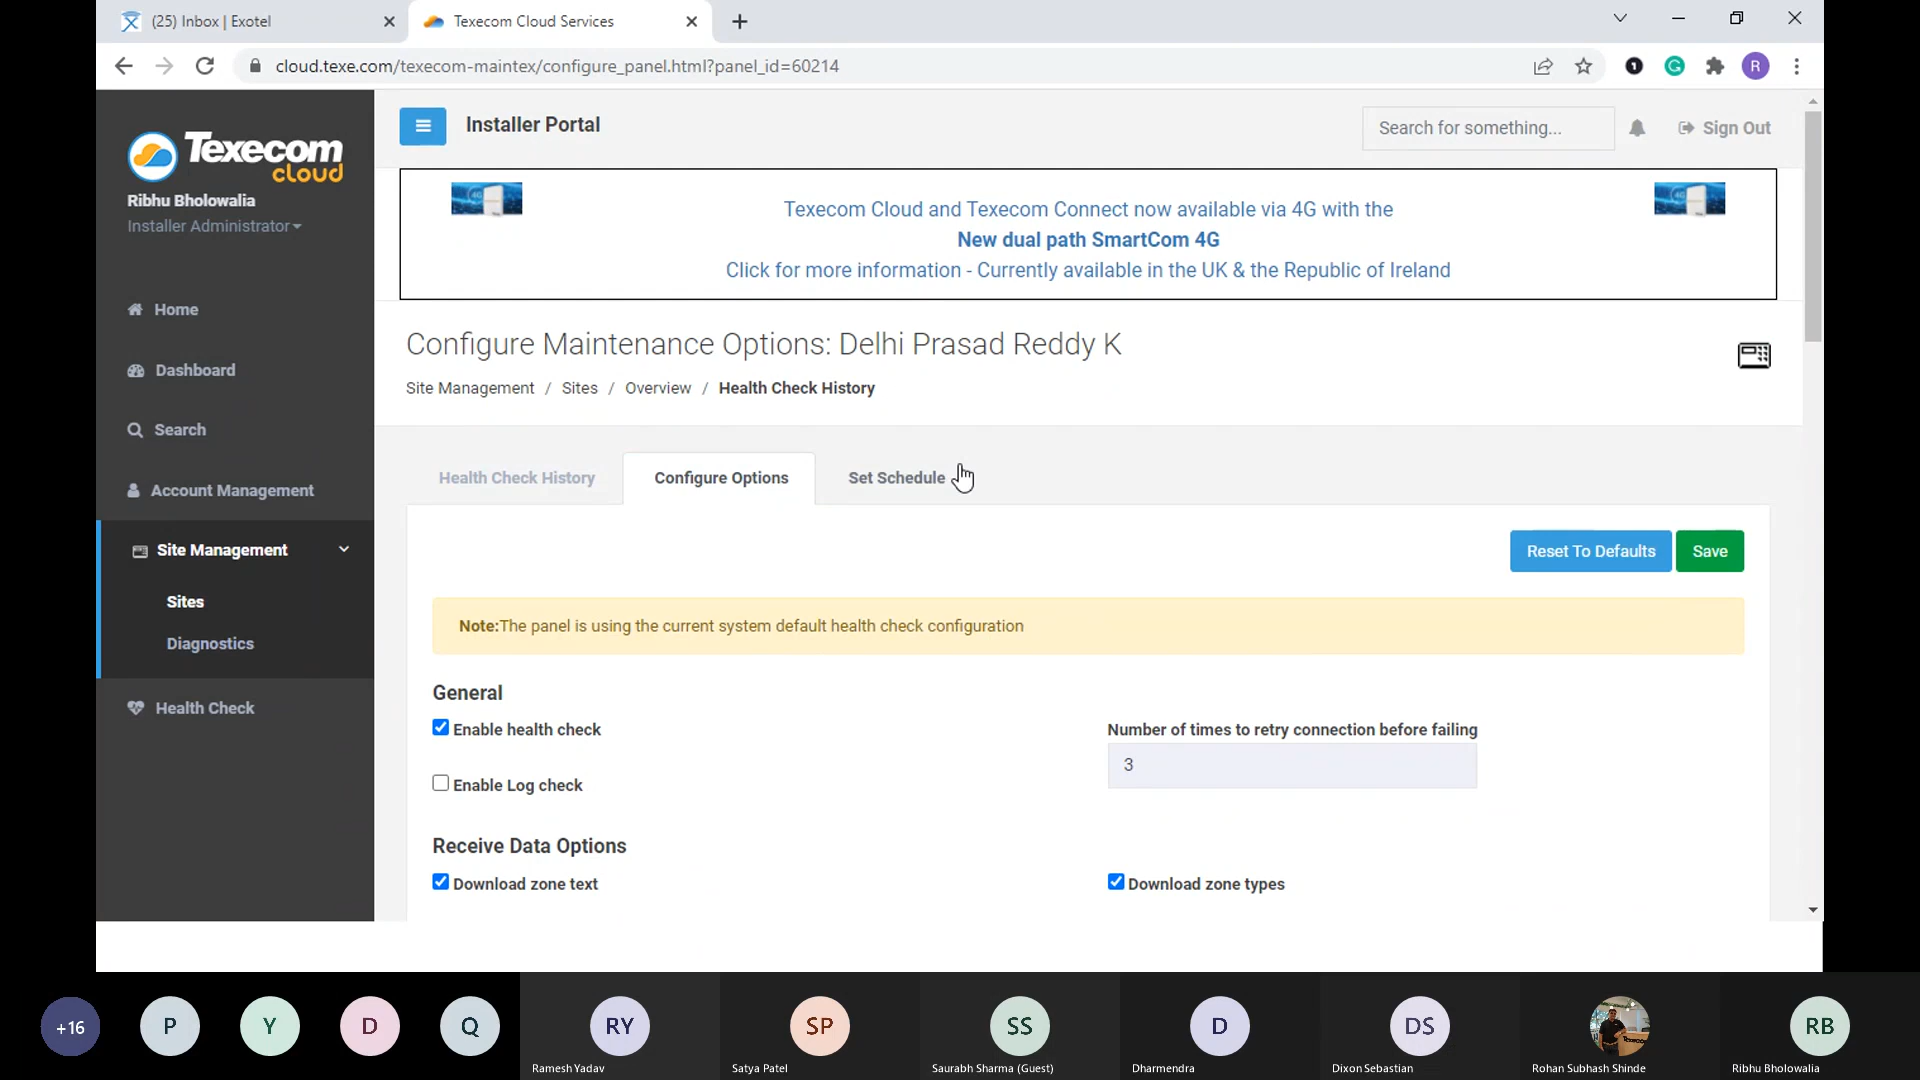 (25) Inbox | Exotel
Texecom Cloud Services
cloud.texe.com/texecom-maintex/configure_panel.html?panel_id=60214
R
Texecom
cloud
Ribhu Bholowalia
Installer Administrator
Home
Dashboard
Search
Account Management
Site Management
Sites
Diagnostics
Health Check
Installer Portal
Search for something...
Sign Out
Texecom Cloud and Texecom Connect now available via 4G with the
New dual path SmartCom 4G
Click for more information - Currently available in the UK & the Republic of Ireland
Configure Maintenance Options: Delhi Prasad Reddy K
Site Management / Sites / Overview / Health Check History
Health Check History
Configure Options
Set Schedule
Reset To Defaults
Save
Note:The panel is using the current system default health check configuration
General
Enable health check
Number of times to retry connection before failing
3
Enable Log check
Receive Data Options
Download zone text
Download zone types
+16
P
Y
D
Q
RY
SP
SS
D
DS
RB
Ramesh Yadav
Satya Patel
Saurabh Sharma (Guest)
Dharmendra
Dixon Sebastian
Rohan Subhash Shinde
Ribhu Bholowalia